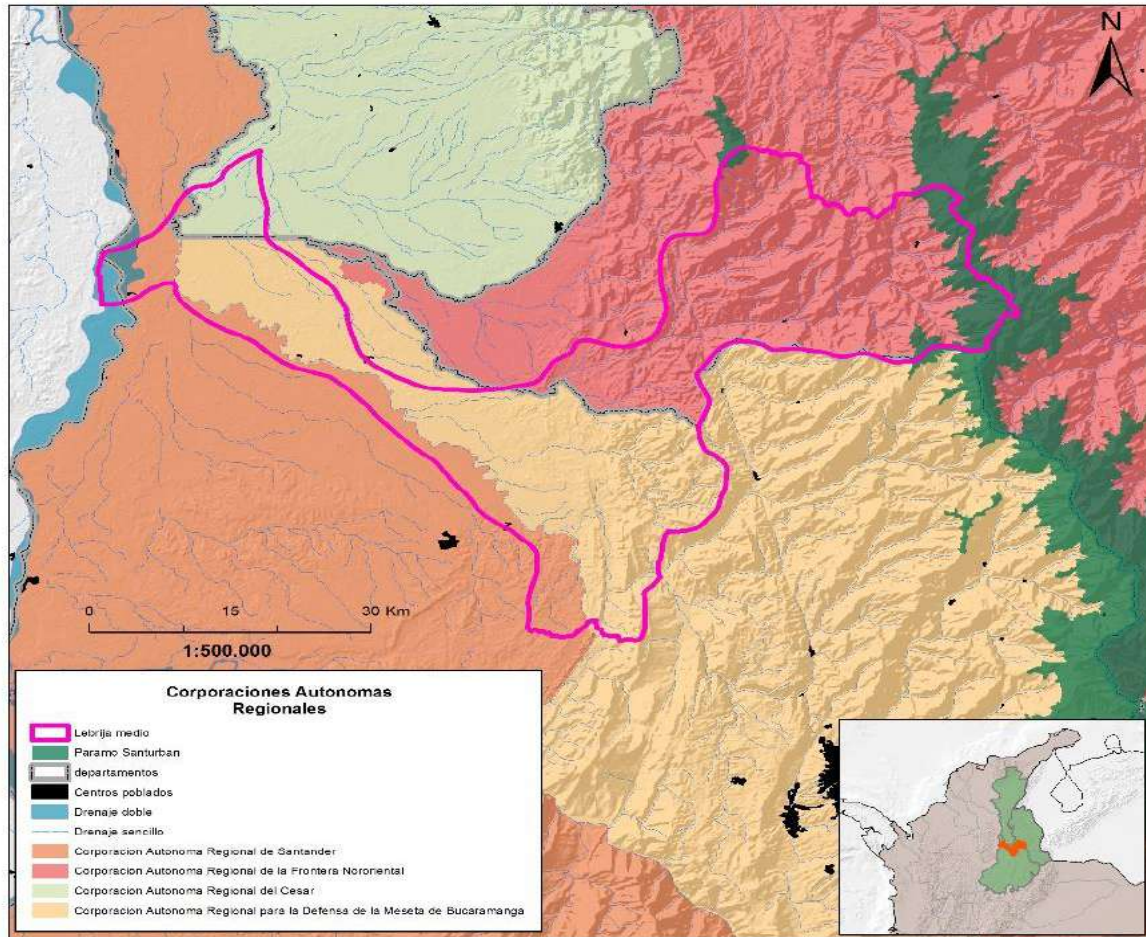 N
0 15 30 Km
1:500.000
Corporaciones Autonomas
Regionales
Lebrija medio
Paramo Santurban
departamentos
Centros poblados
Drenaje doble
Drenaje sencillo
Corporacion Autonoma Regional de Santander
Corporacion Autonoma Regional de la Frontera Nororiental
Corporacion Autonoma Regional del Cesar
Corporacion Autonoma Regional para la Defensa de la Meseta de Bucaramanga